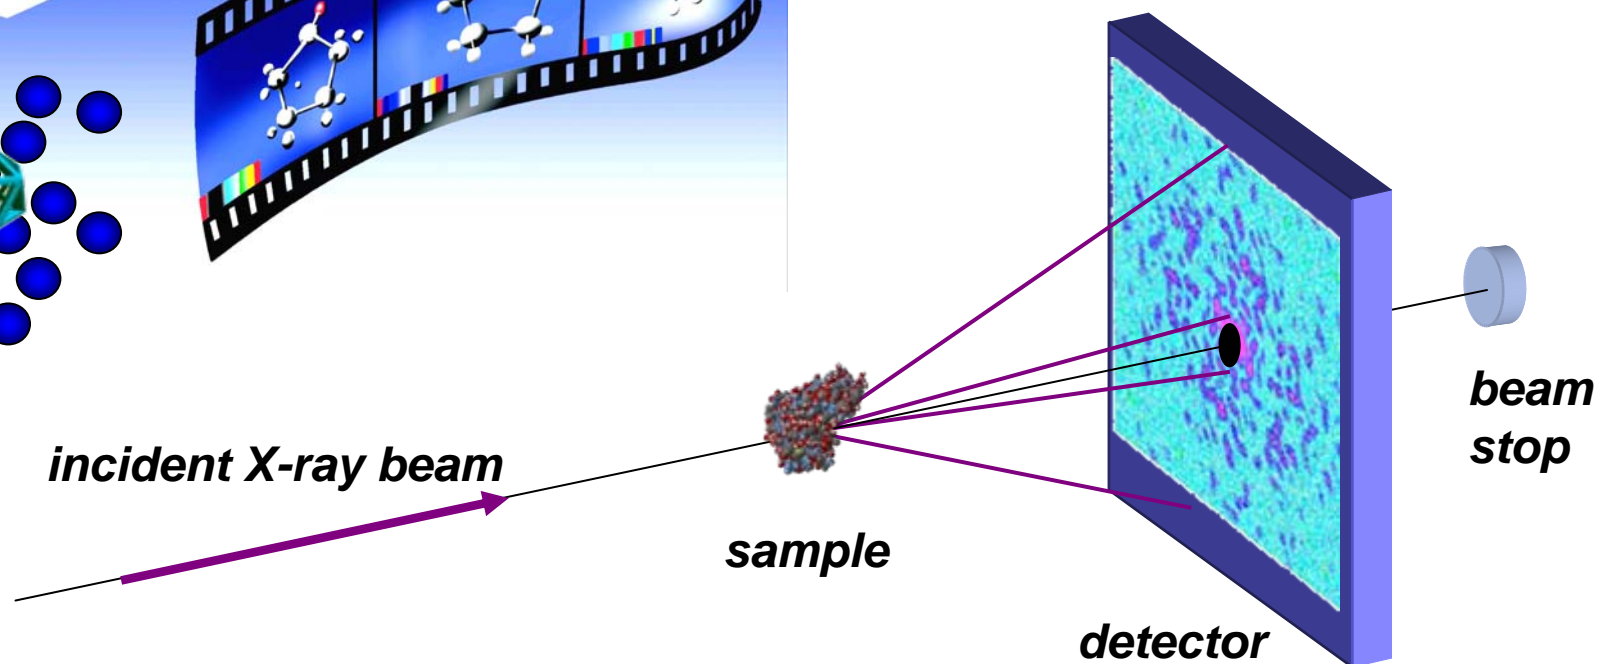 incident X-ray beam
sample
detector
beam
stop